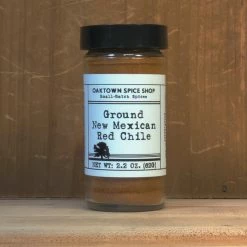 OAKTOWN SPICE SHOP
Small-Batch Spices
Ground
New Mexican
Red Chile
NET WT: 2.2 OZ. (62G)